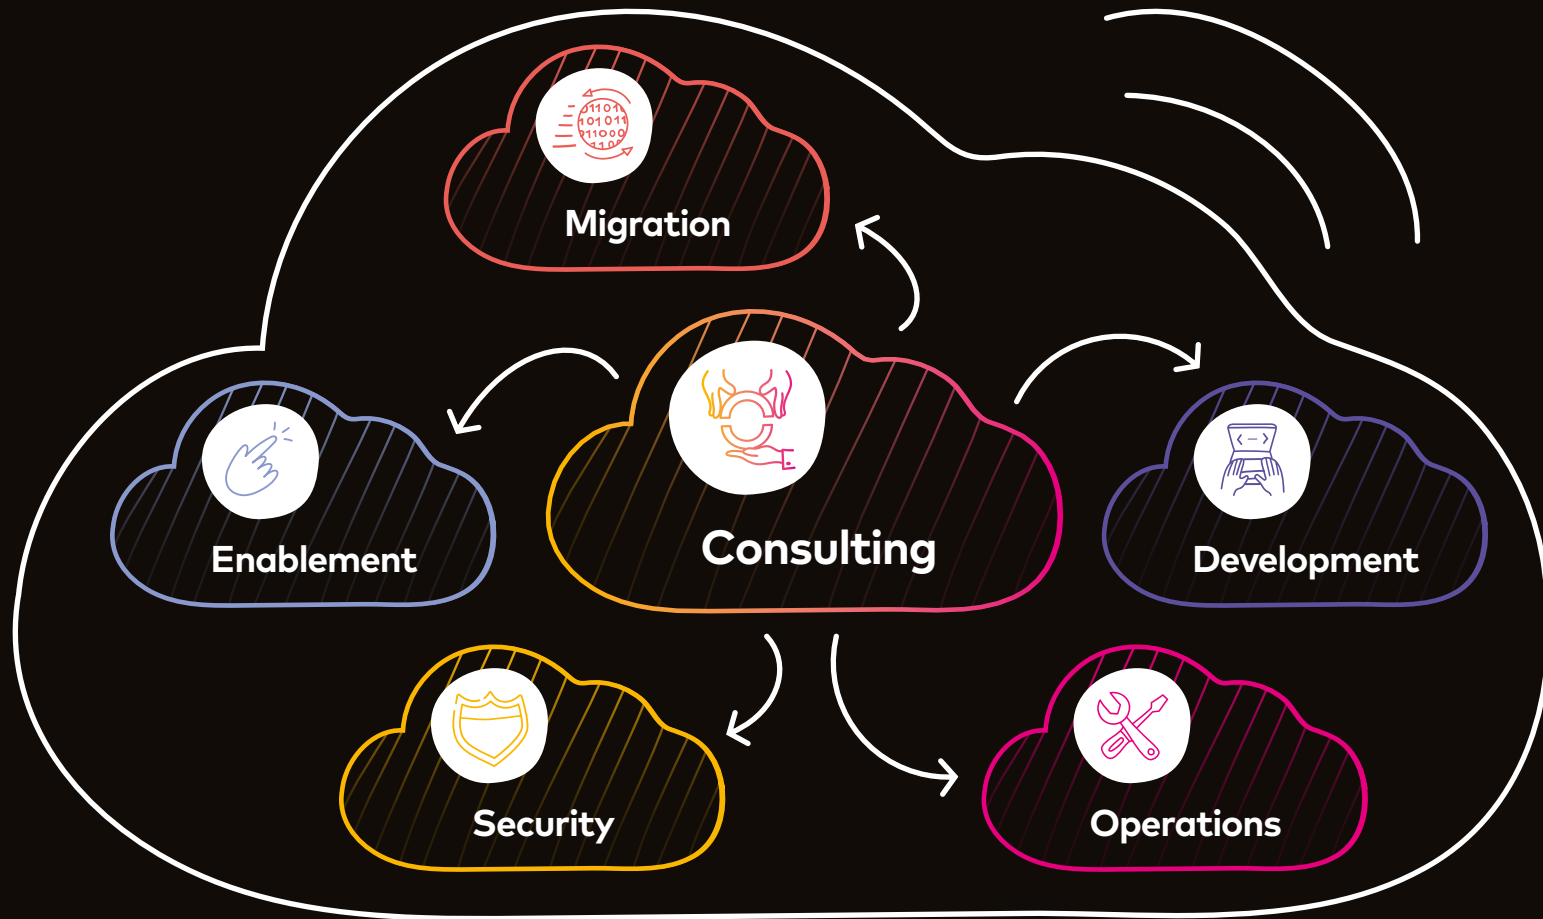 Migration
Consulting
Enablement
Development
Security
Operations